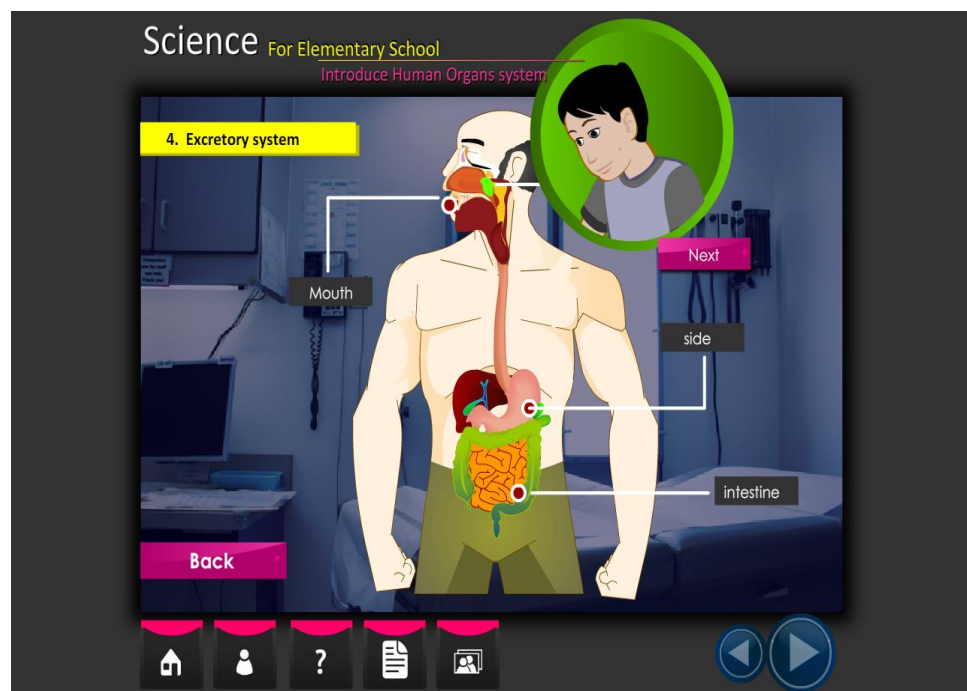 Science For Elementary School
Introduce Human Organs system
4. Excretory system
Next
Mouth
side
intestine
Back
?